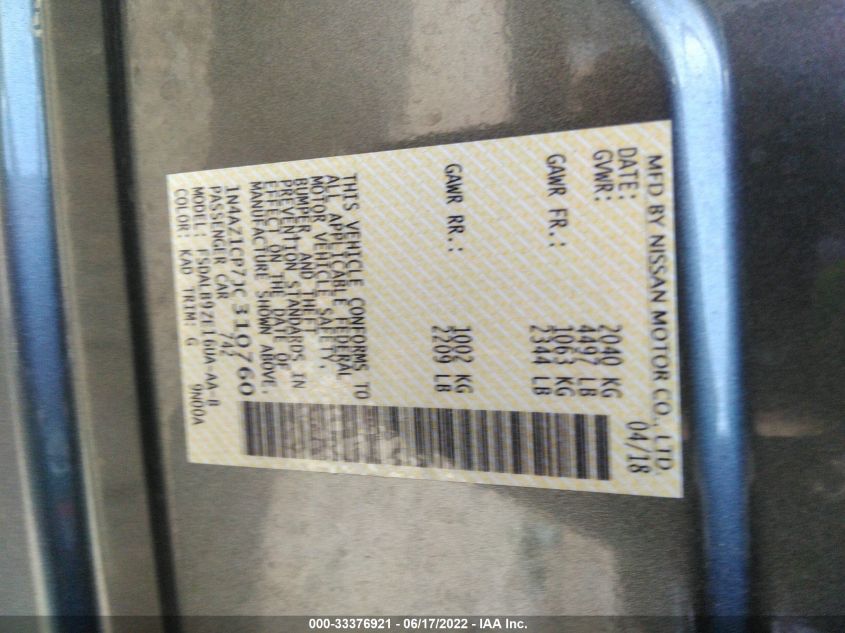 MFD BY NISSAN MOTOR CO., LTD.
DATE: 04/18
GVWR: 2040 KG
4497 LB
GAWR FR.: 1063 KG
2344 LB
GAWR RR.: 1002 KG
2209 LB
THIS VEHICLE CONFORMS TO
ALL APPLICABLE FEDERAL
MOTOR VEHICLE SAFETY,
BUMPER, AND THEFT
PREVENTION STANDARDS IN
EFFECT ON THE DATE OF
MANUFACTURE SHOWN ABOVE.
1N4AZ1CP7JC310760
PASSENGER CAR
MODEL:
COLOR: KAD TRIM: G 9N00A
000-33376921 - 06/17/2022 - IAA Inc.